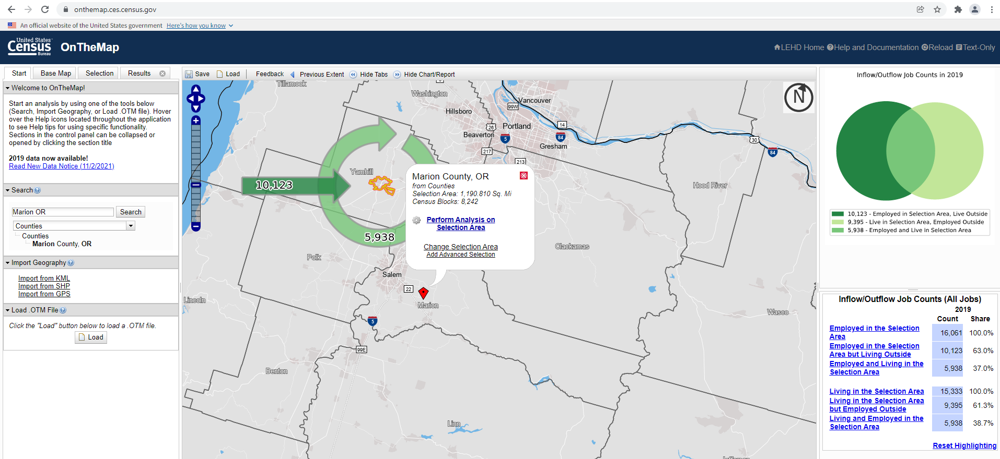 onthemap.ces.census.gov
An official website of the United States government Here's how you know
United States
Census
Bureau
OnTheMap
LEHD Home Help and Documentation Reload Text-Only
Start Base Map Selection Results
Welcome to OnTheMap!
Start an analysis by using one of the tools below
(Search, Import Geography, or Load .OTM file). Hover
over the Help icons located throughout the application
to see Help tips for using specific functionality.
Sections in the control panel can be collapsed or
opened by clicking the section title
2019 data now available!
Read New Data Notice (11/2/2021)
Search
Marion OR
Search
Counties
Counties
Marion County, OR
Import Geography
Import from KML
Import from SHP
Import from GPS
Load .OTM File
Click the "Load" button below to load a .OTM file.
Load
Save Load Feedback Previous Extent Hide Tabs Hide Chart/Report
Tillamook
Washington
Vancouver
99W
Hillsboro
N
26
Portland
14
Beaverton
5
84
30
Gresham
217
84
213
Yamhill
10,123
Hood River
Marion County, OR
from Counties
Selection Area: 1,190.810 Sq. Mi
Census Blocks: 8,242
Perform Analysis on
Selection Area
Change Selection Area
Add Advanced Selection
5,938
Clackamas
Polk
Salem
22
Lincoln
Marion
Wasco
5
99E
Benton
Linn
Inflow/Outflow Job Counts in 2019
10,123 - Employed in Selection Area, Live Outside
9,395 - Live in Selection Area, Employed Outside
5,938 - Employed and Live in Selection Area
Inflow/Outflow Job Counts (All Jobs)
2019
Count Share
Employed in the Selection
Area 16,061 100.0%
Employed in the Selection
Area but Living Outside 10,123 63.0%
Employed and Living in the
Selection Area 5,938 37.0%
Living in the Selection Area 15,333 100.0%
Living in the Selection Area
but Employed Outside 9,395 61.3%
Living and Employed in the
Selection Area 5,938 38.7%
Reset Highlighting